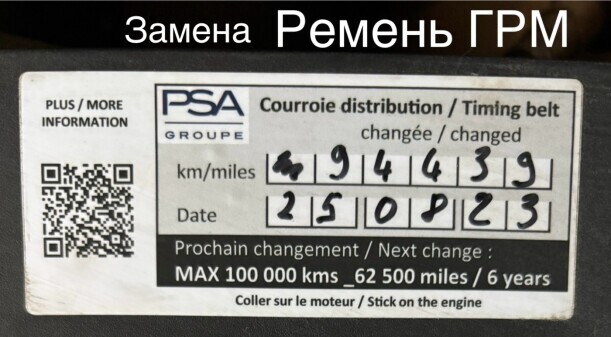 Замена Ремень ГРМ
PLUS / MORE
INFORMATION
PSA
GROUPE
Courroie distribution / Timing belt
changée / changed
km/miles 9 4 4 3 9
Date 2 5 0 8 2 3
Prochain changement / Next change :
MAX 100 000 kms _62 500 miles / 6 years
Coller sur le moteur / Stick on the engine